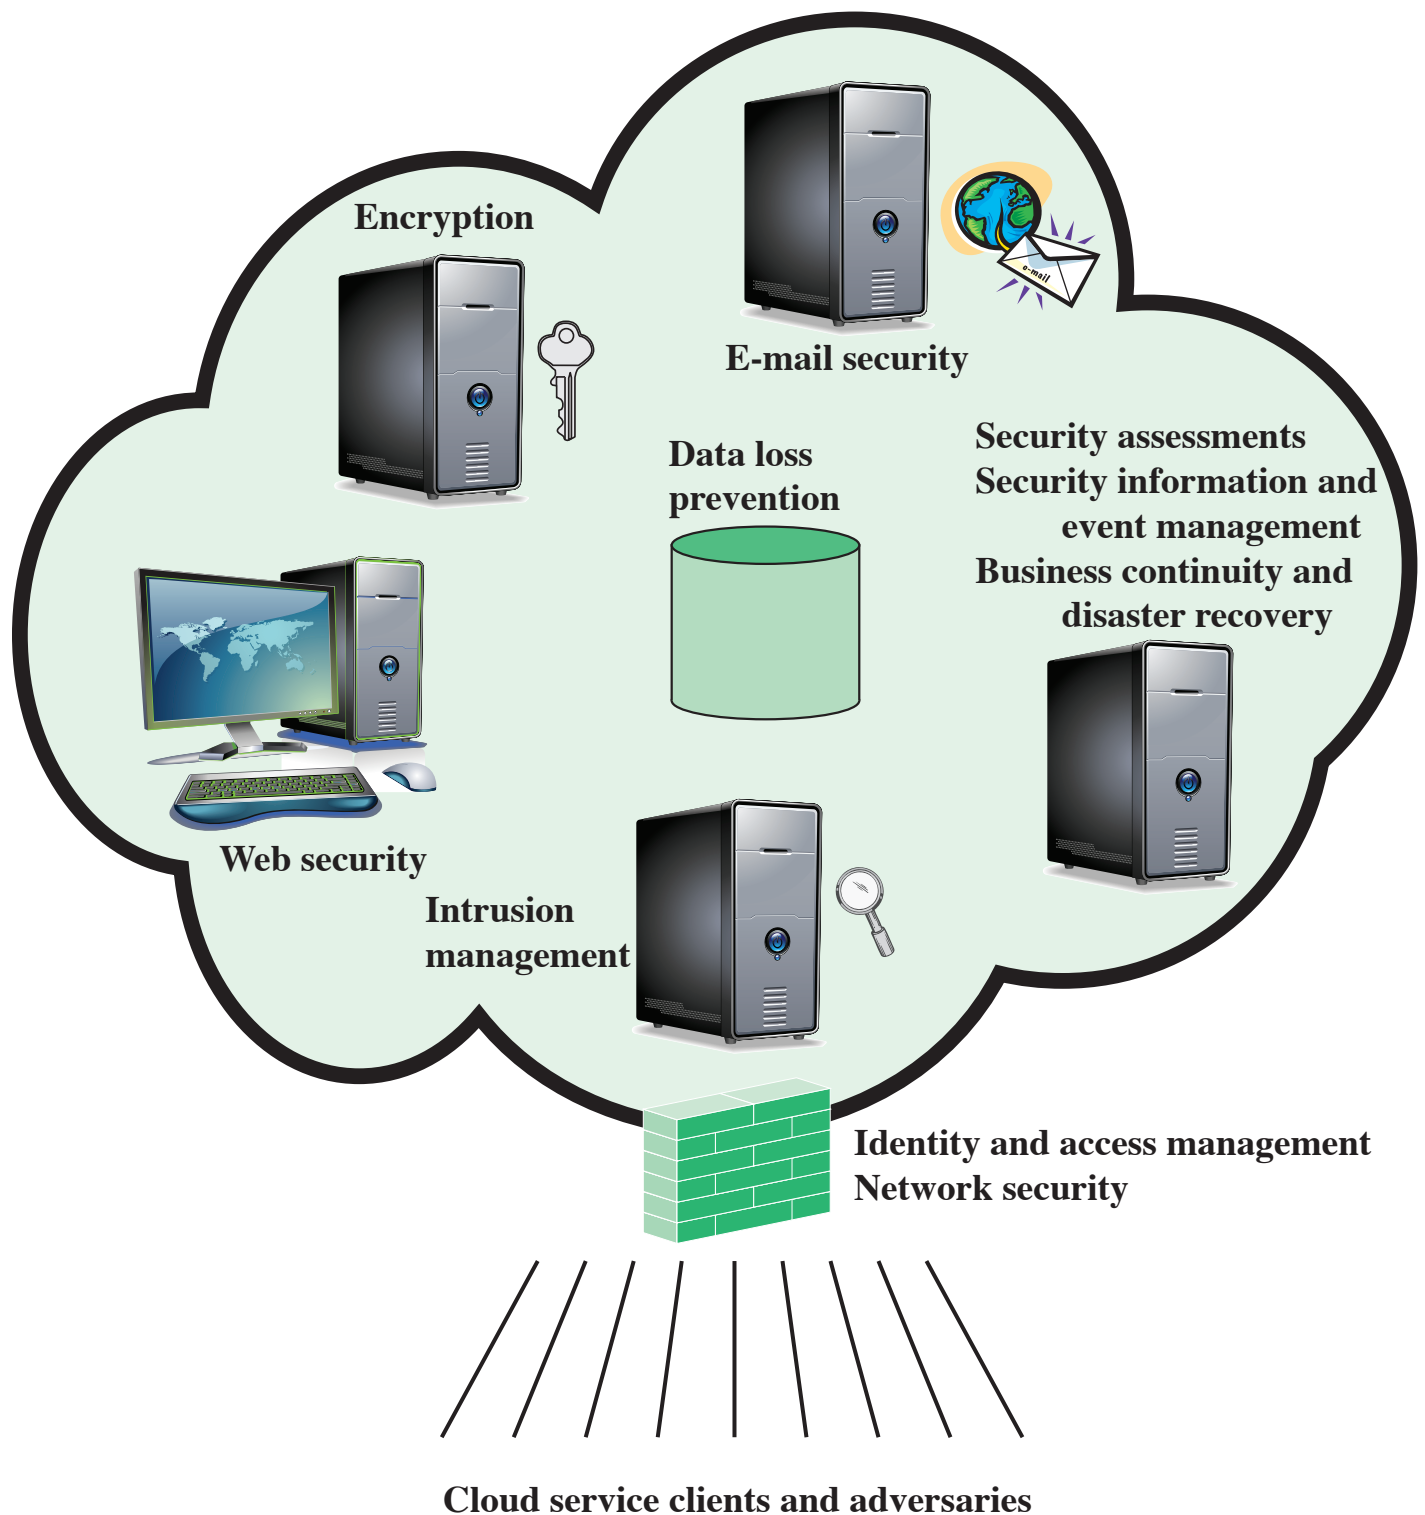 Encryption
e-mail
E-mail security
Data loss
prevention
Security assessments
Security information and
event management
Business continuity and
disaster recovery
Web security
Intrusion
management
Identity and access management
Network security
Cloud service clients and adversaries